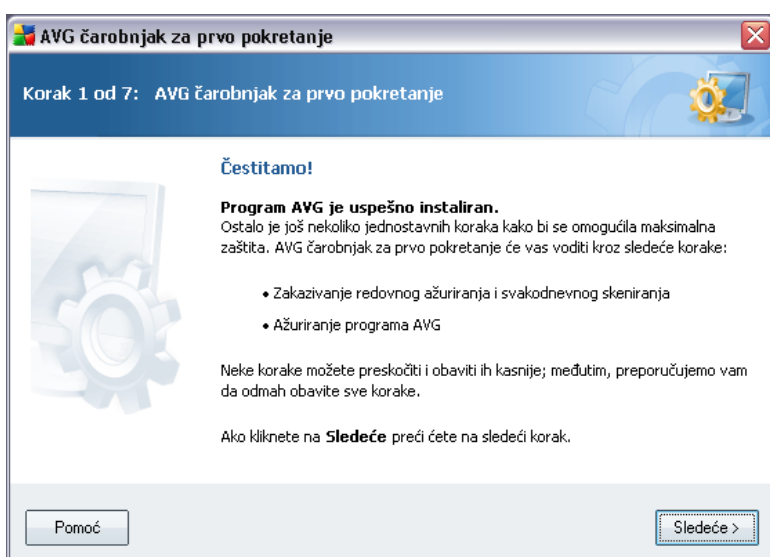 AVG čarobnjak za prvo pokretanje
Korak 1 od 7: AVG čarobnjak za prvo pokretanje
Čestitamo!
Program AVG je uspešno instaliran.
Ostalo je još nekoliko jednostavnih koraka kako bi se omogućila maksimalna
zaštita. AVG čarobnjak za prvo pokretanje će vas voditi kroz sledeće korake:
• Zakazivanje redovnog ažuriranja i svakodnevnog skeniranja
• Ažuriranje programa AVG
Neke korake možete preskočiti i obaviti ih kasnije; međutim, preporučujemo vam
da odmah obavite sve korake.
Ako kliknete na Sledeće preći ćete na sledeći korak.
Pomoć
Sledeće >